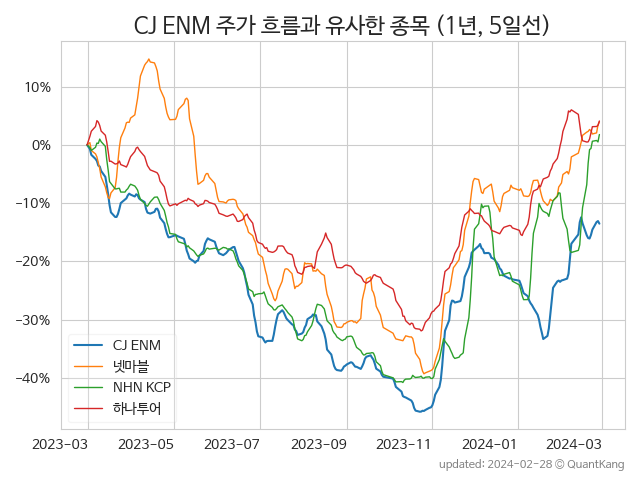 CJ ENM 주가 흐름과 유사한 종목 (1년, 5일선)
10%
0%
−10%
−20%
−30%
−40%
CJ ENM
넷마블
NHN KCP
하나투어
2023-03
2023-05
2023-07
2023-09
2023-11
2024-01
2024-03
updated: 2024-02-28 © QuantKang